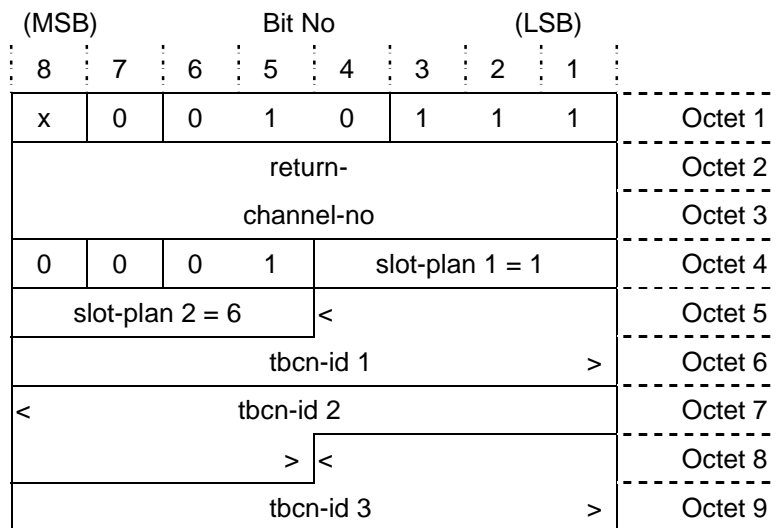 (MSB) Bit No (LSB)
8 7 6 5 4 3 2 1
x 0 0 1 0 1 1 1 Octet 1
return- Octet 2
channel-no Octet 3
0 0 0 1 slot-plan 1 = 1 Octet 4
slot-plan 2 = 6 < Octet 5
tbcn-id 1 > Octet 6
< tbcn-id 2 Octet 7
> < Octet 8
tbcn-id 3 > Octet 9